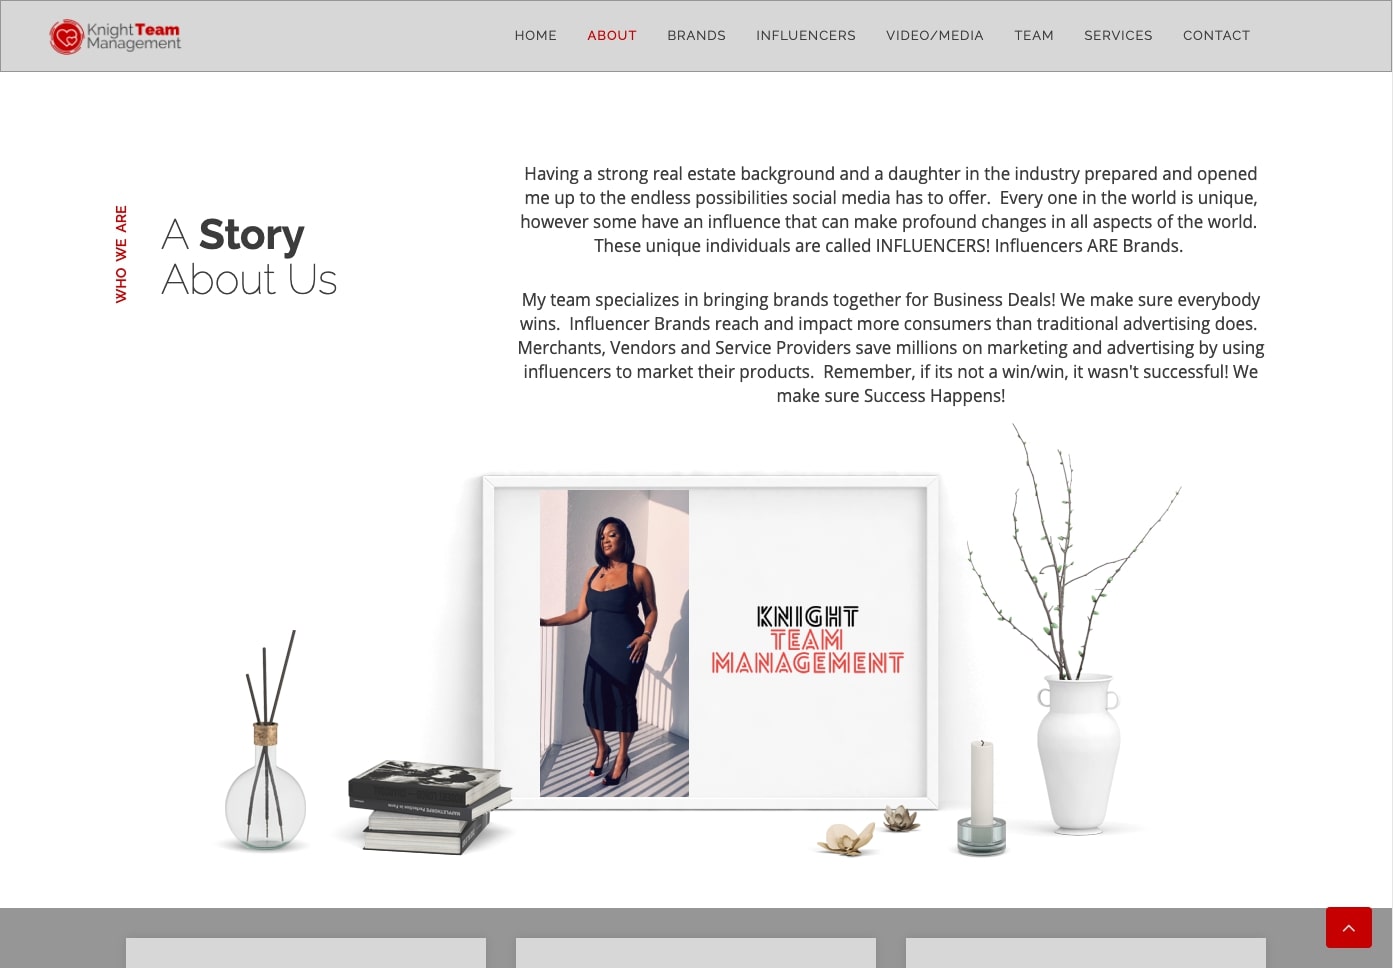 KnightTeam
Management
HOME ABOUT BRANDS INFLUENCERS VIDEO/MEDIA TEAM SERVICES CONTACT
WHO WE ARE
A Story
About Us
Having a strong real estate background and a daughter in the industry prepared and opened
me up to the endless possibilities social media has to offer.  Every one in the world is unique,
however some have an influence that can make profound changes in all aspects of the world.
These unique individuals are called INFLUENCERS! Influencers ARE Brands.
My team specializes in bringing brands together for Business Deals! We make sure everybody
wins.  Influencer Brands reach and impact more consumers than traditional advertising does.
Merchants, Vendors and Service Providers save millions on marketing and advertising by using
influencers to market their products.  Remember, if its not a win/win, it wasn't successful! We
make sure Success Happens!
KNIGHT
TEAM
MANAGEMENT